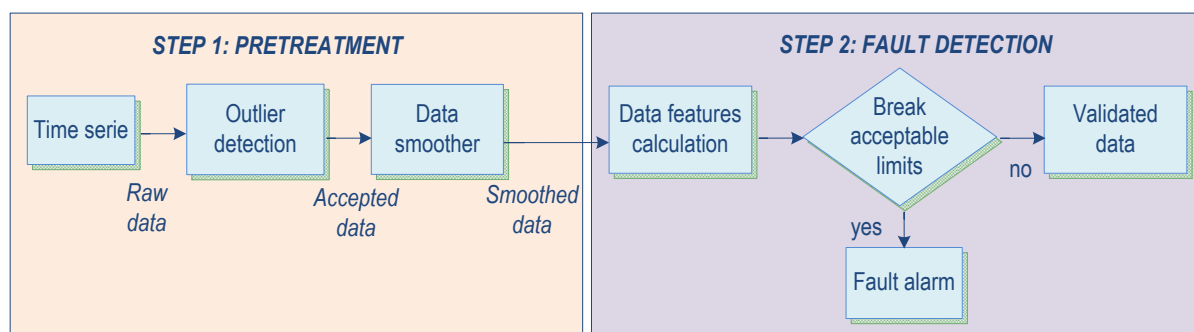 STEP 1: PRETREATMENT
Time serie
Raw
data
Outlier
detection
Accepted
data
Data
smoother
Smoothed
data
STEP 2: FAULT DETECTION
Data features
calculation
Break
acceptable
limits
no
Validated
data
yes
Fault alarm